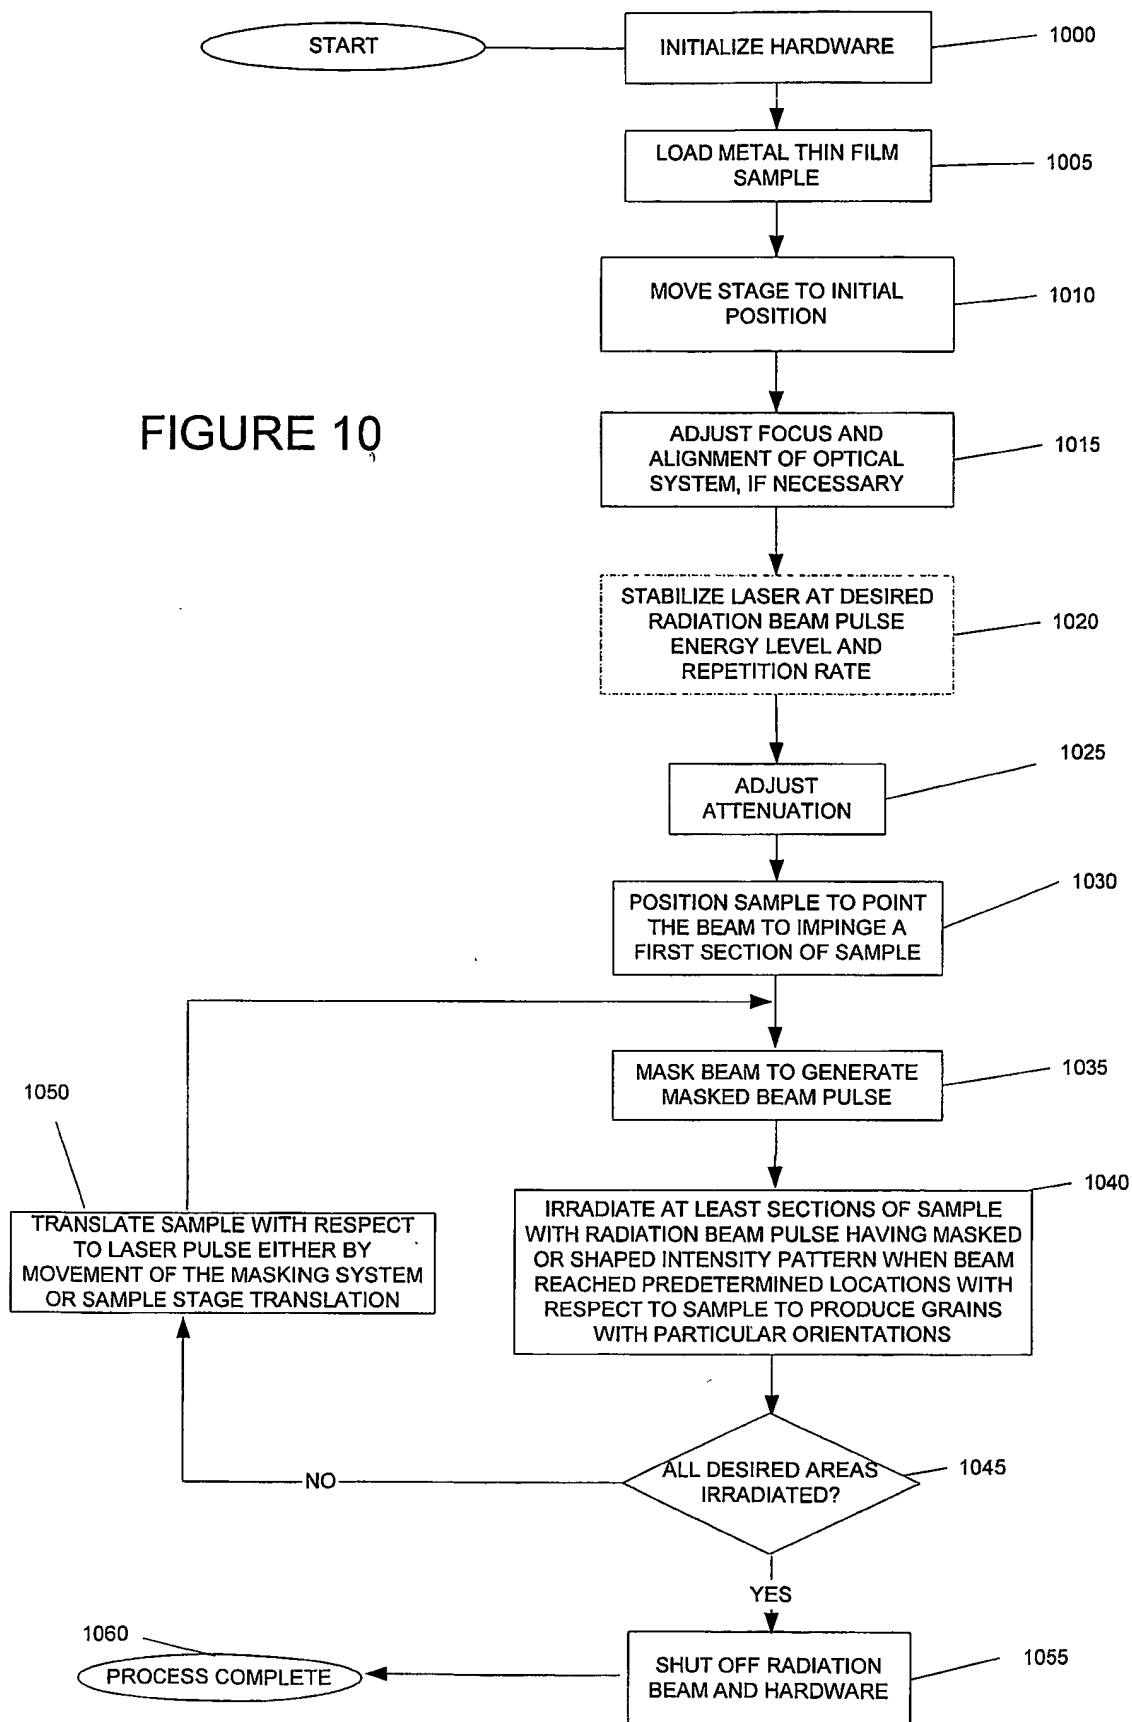 START
INITIALIZE HARDWARE
1000
LOAD METAL THIN FILM
SAMPLE
1005
MOVE STAGE TO INITIAL
POSITION
1010
FIGURE 10
ADJUST FOCUS AND
ALIGNMENT OF OPTICAL
SYSTEM, IF NECESSARY
1015
STABILIZE LASER AT DESIRED
RADIATION BEAM PULSE
ENERGY LEVEL AND
REPETITION RATE
1020
ADJUST
ATTENUATION
1025
POSITION SAMPLE TO POINT
THE BEAM TO IMPINGE A
FIRST SECTION OF SAMPLE
1030
MASK BEAM TO GENERATE
MASKED BEAM PULSE
1035
1050
TRANSLATE SAMPLE WITH RESPECT
TO LASER PULSE EITHER BY
MOVEMENT OF THE MASKING SYSTEM
OR SAMPLE STAGE TRANSLATION
IRRADIATE AT LEAST SECTIONS OF SAMPLE
WITH RADIATION BEAM PULSE HAVING MASKED
OR SHAPED INTENSITY PATTERN WHEN BEAM
REACHED PREDETERMINED LOCATIONS WITH
RESPECT TO SAMPLE TO PRODUCE GRAINS
WITH PARTICULAR ORIENTATIONS
1040
NO
ALL DESIRED AREAS
IRRADIATED?
1045
YES
1060
PROCESS COMPLETE
SHUT OFF RADIATION
BEAM AND HARDWARE
1055